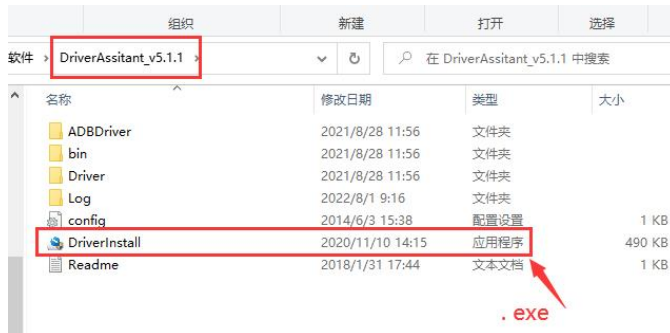 组织 新建 打开 选择
软件 › DriverAssitant_v5.1.1 › 在 DriverAssitant_v5.1.1 中搜索
名称 修改日期 类型 大小
ADBDriver 2021/8/28 11:56 文件夹
bin 2021/8/28 11:56 文件夹
Driver 2021/8/28 11:56 文件夹
Log 2022/8/1 9:16 文件夹
config 2014/6/3 15:38 配置设置 1 KB
DriverInstall 2020/11/10 14:15 应用程序 490 KB
Readme 2018/1/31 17:44 文本文档 1 KB
.exe